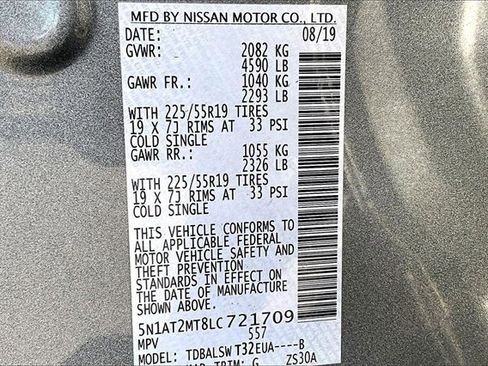 MFD BY NISSAN MOTOR CO., LTD.
DATE: 08/19
GVWR: 2082 KG
4590 LB
GAWR FR.: 1040 KG
2293 LB
WITH 225/55R19 TIRES
19 X 7J RIMS AT 33 PSI
COLD SINGLE
GAWR RR.: 1055 KG
2326 LB
WITH 225/55R19 TIRES
19 X 7J RIMS AT 33 PSI
COLD SINGLE
THIS VEHICLE CONFORMS TO
ALL APPLICABLE FEDERAL
MOTOR VEHICLE SAFETY AND
THEFT PREVENTION
STANDARDS IN EFFECT ON
THE DATE OF MANUFACTURE
SHOWN ABOVE.
5N1AT2MT8LC721709
MPV 557
MODEL: TDBALSW T32EUA----B
TRIM: G ZS30A